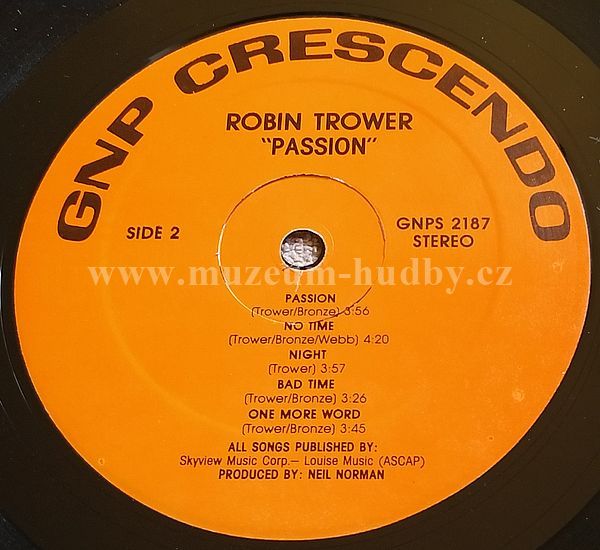 GNP CRESCENDO
ROBIN TROWER
"PASSION"
SIDE 2
GNPS 2187
STEREO
www.muzeum-hudby.cz
PASSION
(Trower/Bronze) 3:56
NO TIME
(Trower/Bronze/Webb) 4:20
NIGHT
(Trower) 3:57
BAD TIME
(Trower/Bronze) 3:26
ONE MORE WORD
(Trower/Bronze) 3:45
ALL SONGS PUBLISHED BY:
Skyview Music Corp.— Louise Music (ASCAP)
PRODUCED BY: NEIL NORMAN